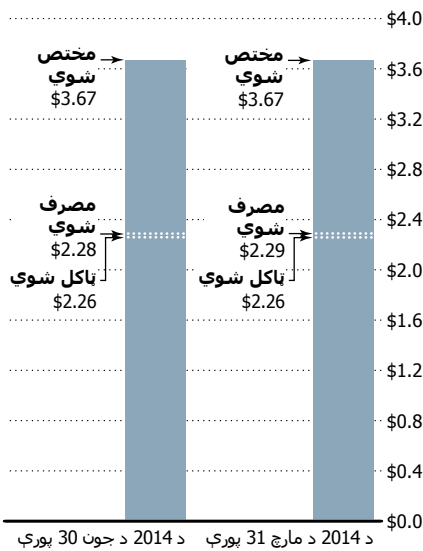 $4.0
$3.6
$3.2
$2.8
$2.4
$2.0
$1.6
$1.2
$0.8
$0.4
$0.0
مختص
شوي
$3.67
مصرف
شوي
$2.29
ټاکل شوي
$2.26
د 2014 د مارچ 31 پورې
مختص
شوي
$3.67
مصرف
شوي
$2.28
ټاکل شوي
$2.26
د 2014 د جون 30 پورې